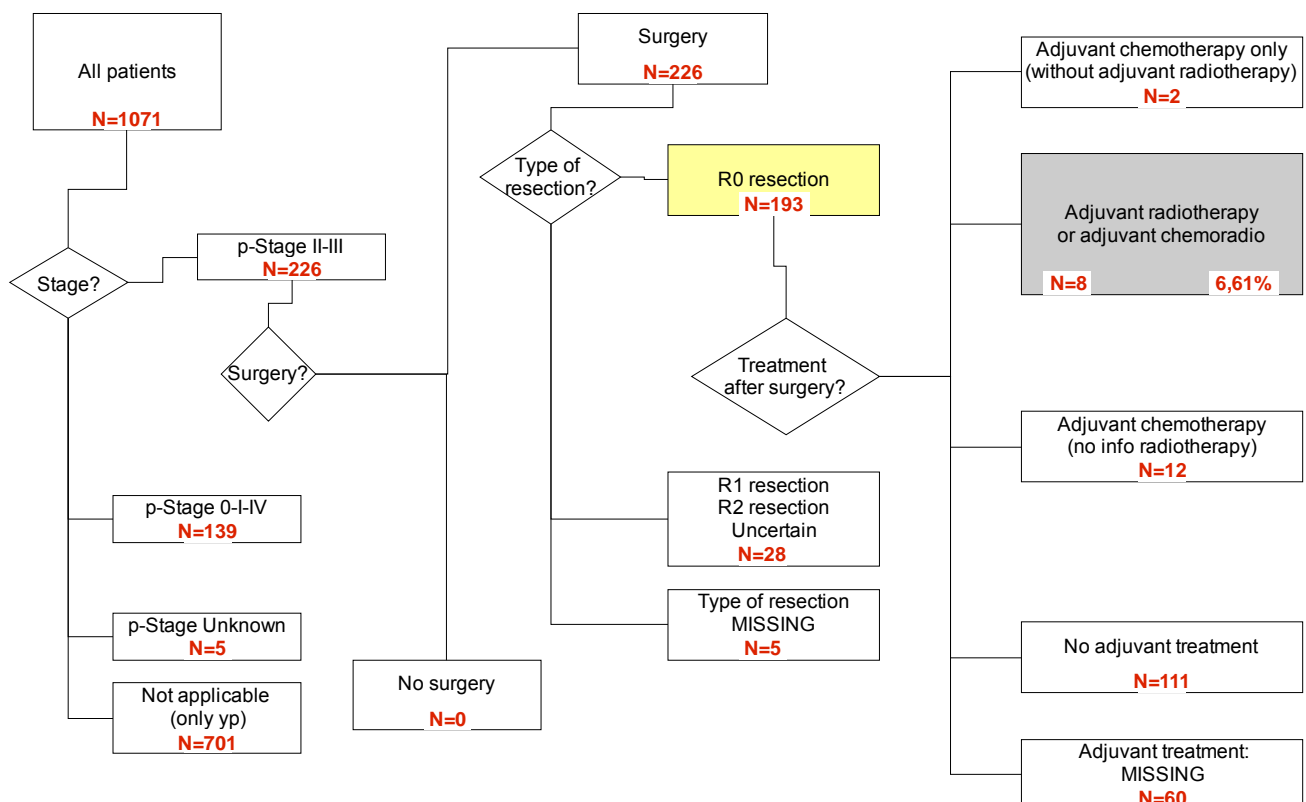 All patients
N=1071
Stage?
p-Stage II-III
N=226
Surgery?
p-Stage 0-I-IV
N=139
p-Stage Unknown
N=5
Not applicable
(only yp)
N=701
No surgery
N=0
Surgery
N=226
Type of
resection?
R0 resection
N=193
Treatment
after surgery?
R1 resection
R2 resection
Uncertain
N=28
Type of resection
MISSING
N=5
Adjuvant chemotherapy only
(without adjuvant radiotherapy)
N=2
Adjuvant radiotherapy
or adjuvant chemoradio
N=8 6,61%
Adjuvant chemotherapy
(no info radiotherapy)
N=12
No adjuvant treatment
N=111
Adjuvant treatment:
MISSING
N=60